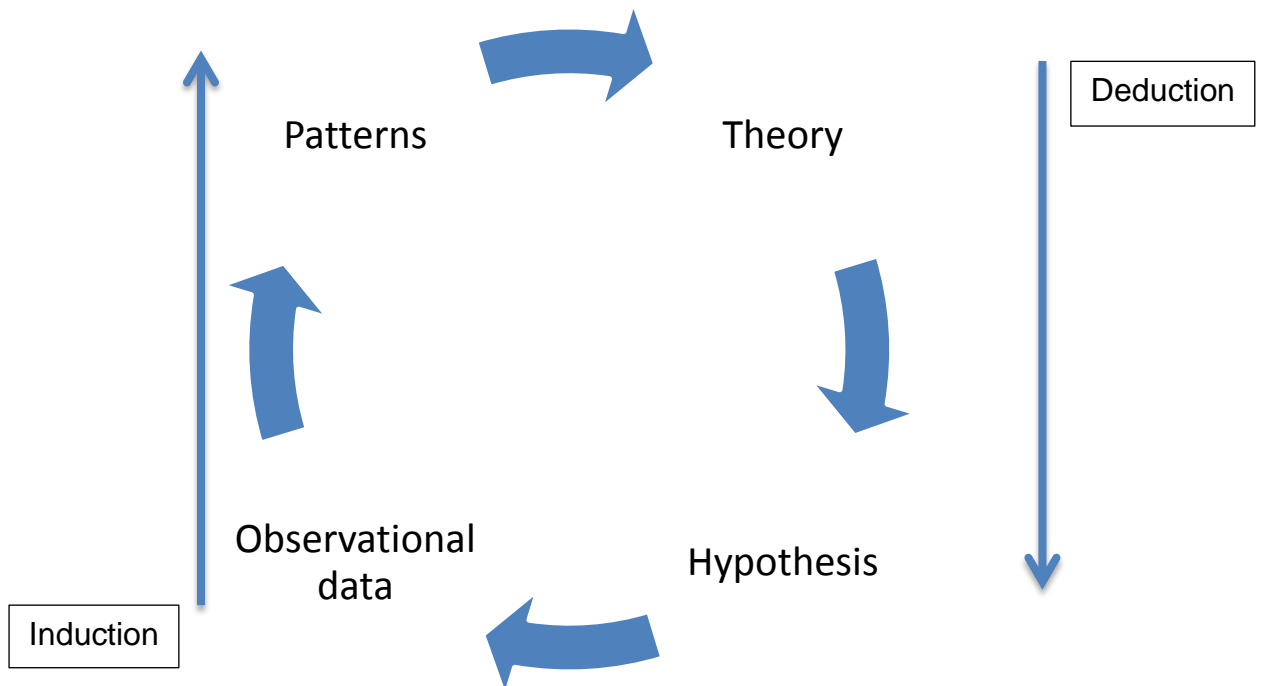 Deduction
Patterns
Theory
Observational
data
Hypothesis
Induction